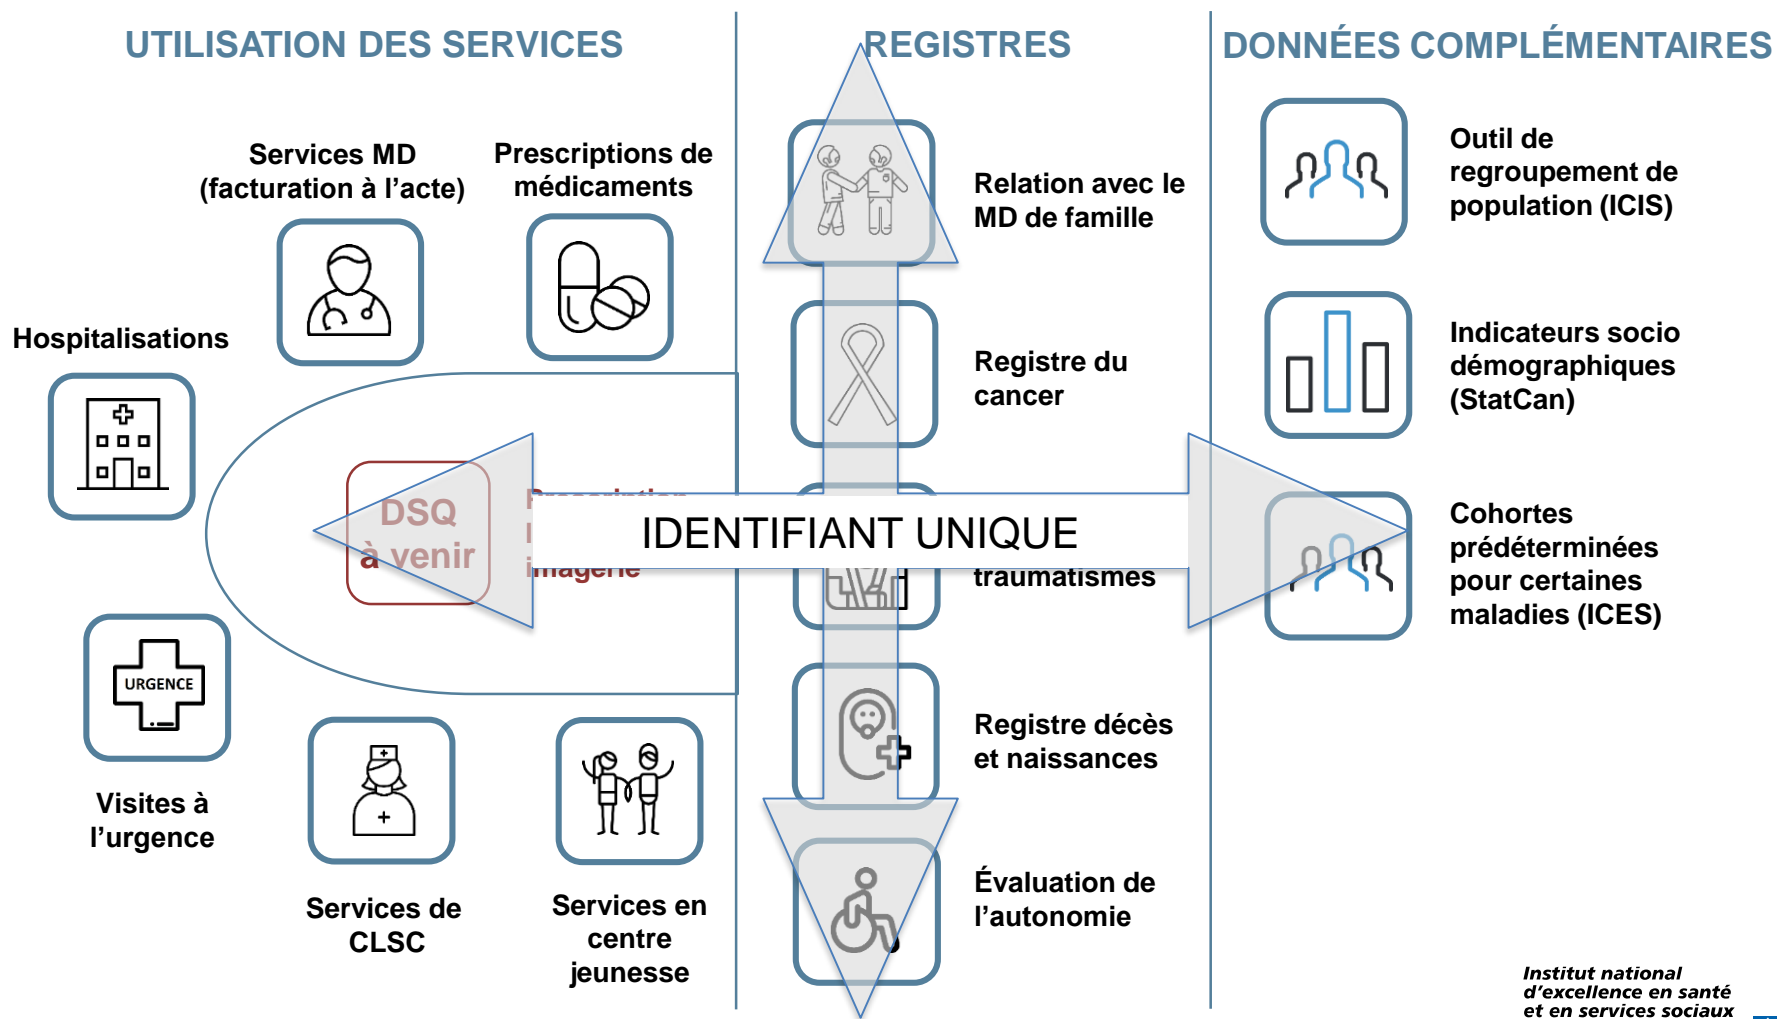 UTILISATION DES SERVICES
Services MD
(facturation à l’acte)
Prescriptions de
médicaments
Hospitalisations
DSQ
à venir
imagerie
Visites à
l’urgence
URGENCE
Services de
CLSC
Services en
centre
jeunesse
REGISTRES
Relation avec le
MD de famille
Registre du
cancer
IDENTIFIANT UNIQUE
traumatismes
Registre décès
et naissances
Évaluation de
l’autonomie
DONNÉES COMPLÉMENTAIRES
Outil de
regroupement de
population (ICIS)
Indicateurs socio
démographiques
(StatCan)
Cohortes
prédéterminées
pour certaines
maladies (ICES)
Institut national
d’excellence en santé
et en services sociaux